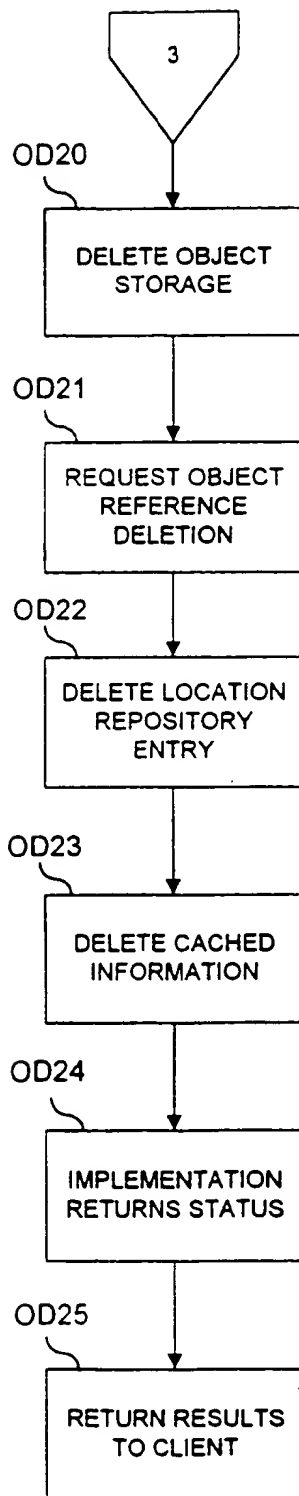 3
OD20
DELETE OBJECT
STORAGE
OD21
REQUEST OBJECT
REFERENCE
DELETION
OD22
DELETE LOCATION
REPOSITORY
ENTRY
OD23
DELETE CACHED
INFORMATION
OD24
IMPLEMENTATION
RETURNS STATUS
OD25
RETURN RESULTS
TO CLIENT